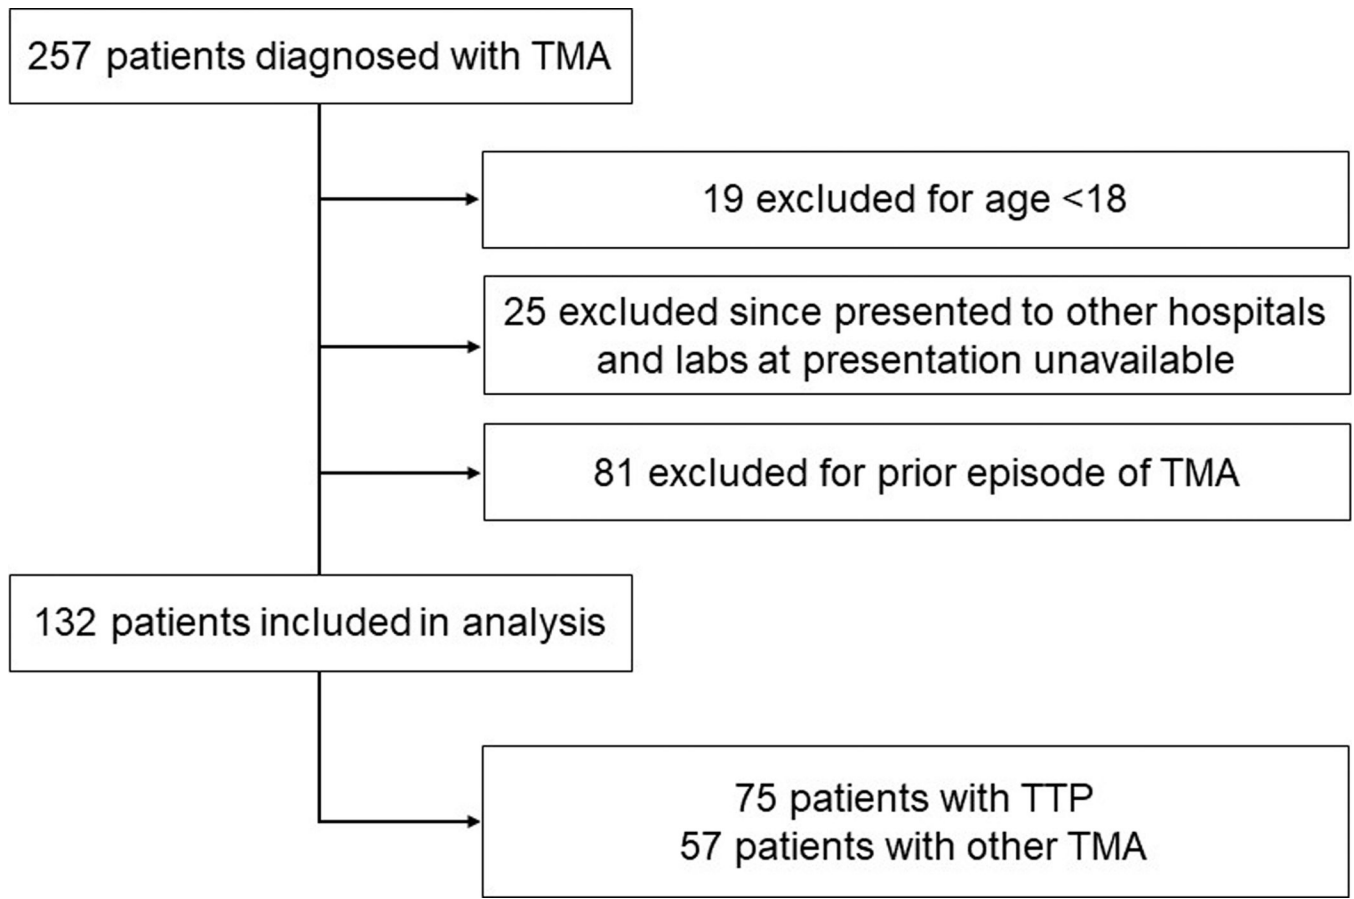 257 patients diagnosed with TMA
19 excluded for age <18
25 excluded since presented to other hospitals
and labs at presentation unavailable
81 excluded for prior episode of TMA
132 patients included in analysis
75 patients with TTP
57 patients with other TMA